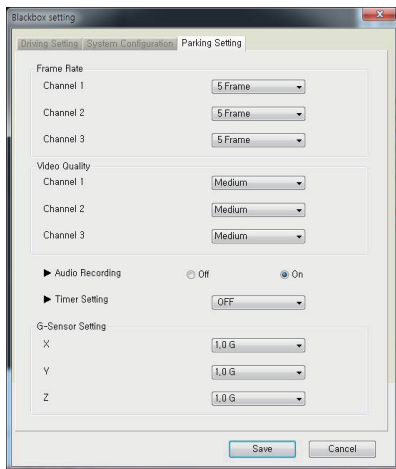 Blackbox setting
Driving Setting System Configuration Parking Setting
Frame Rate
Channel 1 5 Frame
Channel 2 5 Frame
Channel 3 5 Frame
Video Quality
Channel 1 Medium
Channel 2 Medium
Channel 3 Medium
▶ Audio Recording Off On
▶ Timer Setting OFF
G-Sensor Setting
X 1,0 G
Y 1,0 G
Z 1,0 G
Save Cancel